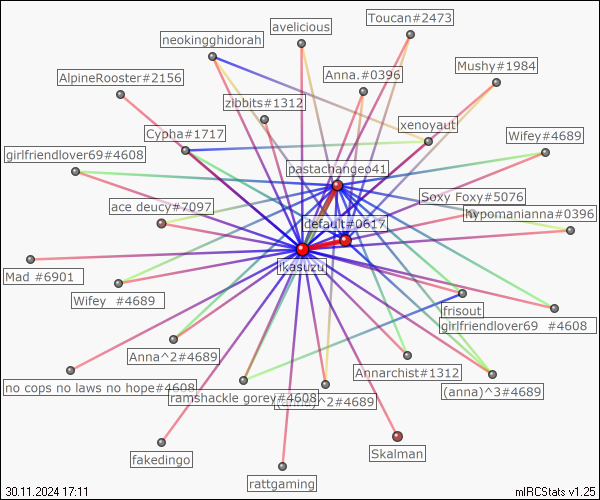 Toucan#2473
avelicious
neokingghidorah
Mushy#1984
Anna.#0396
AlpineRooster#2156
zibbits#1312
xenoyaut
Cypha#1717
Wifey#4689
girlfriendlover69#4608
pastachangeo41
Soxy Foxy#5076
ace deucy#7097
hypomanianna#0396
default#0617
ikasuzu
Mad #6901
Wifey #4689
frisout
girlfriendlover69 #4608
Anna^2#4689
Annarchist#1312
no cops no laws no hope#4608
(anna)^3#4689
ramshackle gorey#4608
(anna)^2#4689
Skalman
fakedingo
rattgaming
30.11.2024 17:11
mIRCStats v1.25